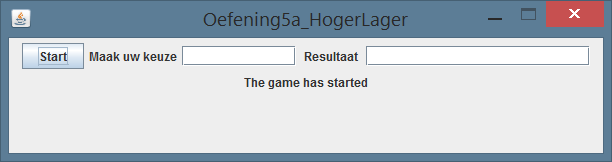 Oefening5a_HogerLager
Start Maak uw keuze Resultaat
The game has started